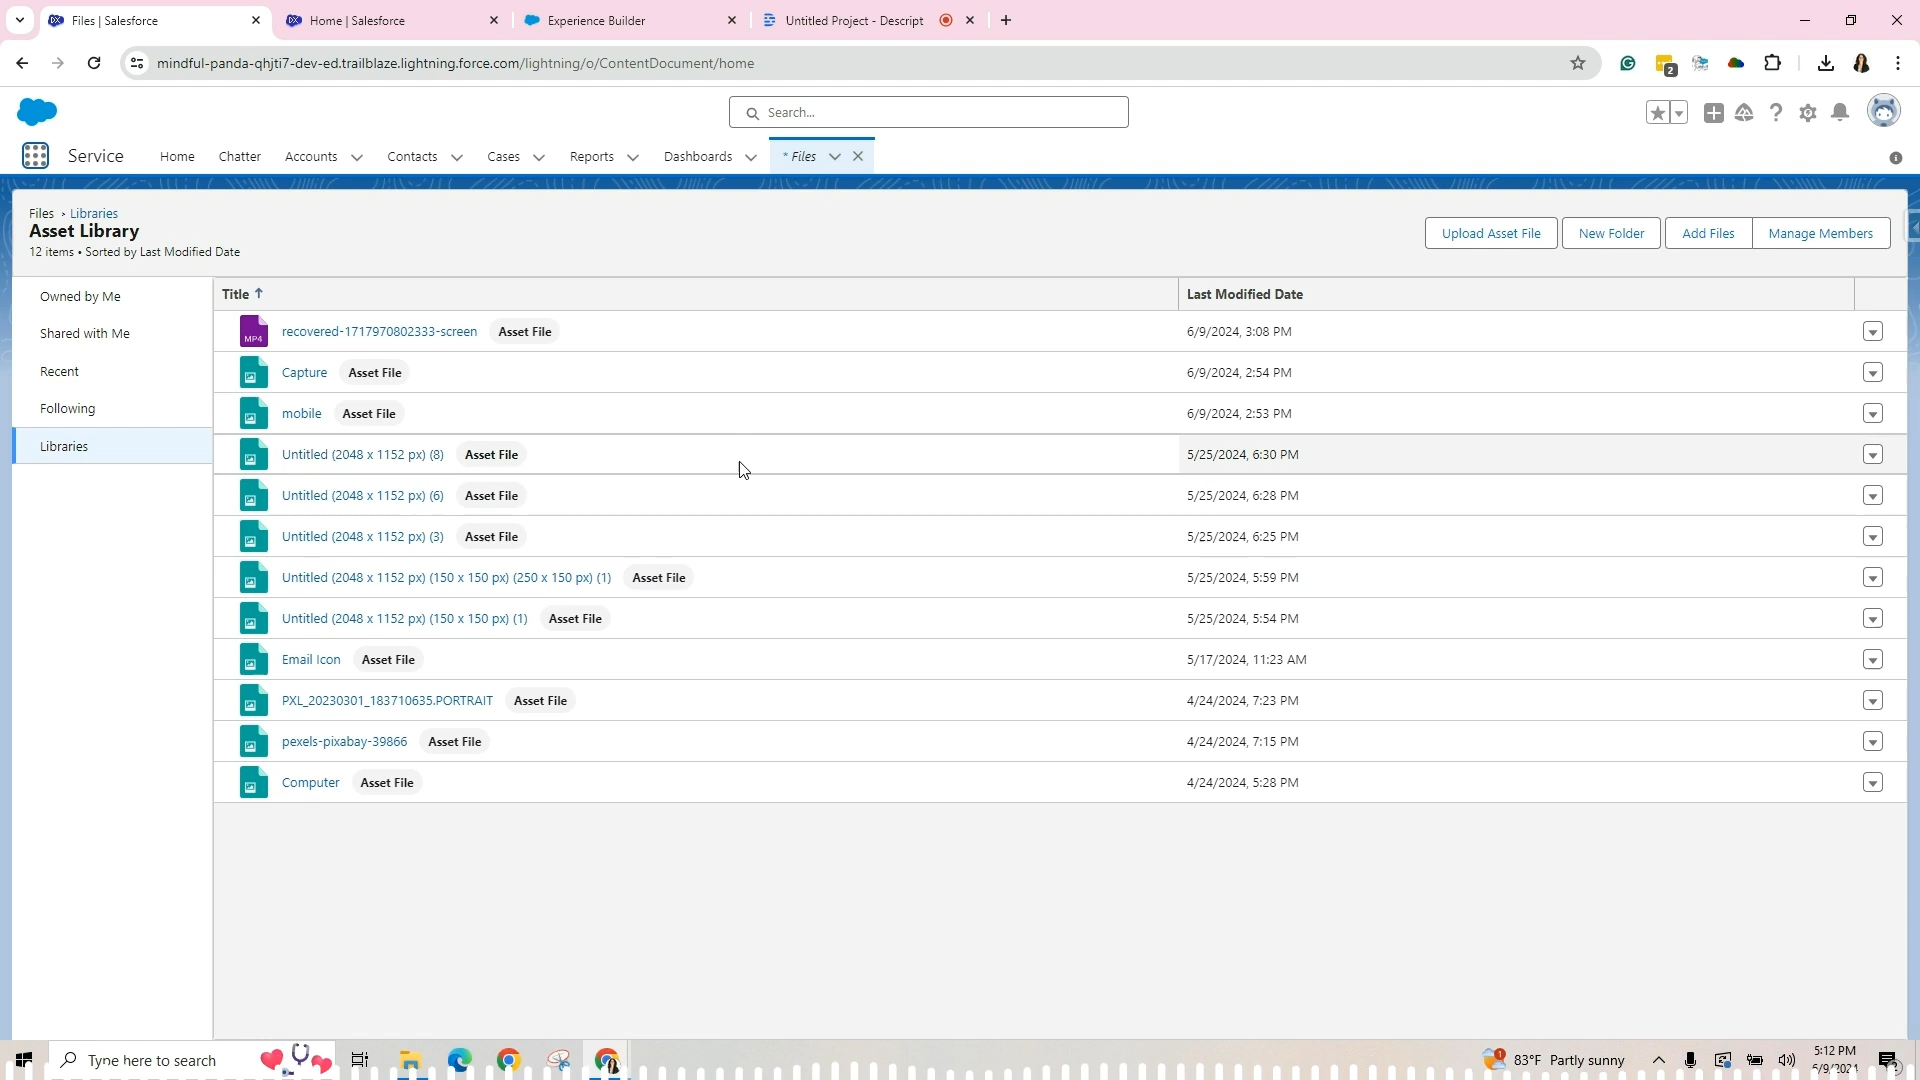 Files | Salesforce
Home | Salesforce
Experience Builder
Untitled Project - Descript
mindful-panda-qhjti7-dev-ed.trailblaze.lightning.force.com/lightning/o/ContentDocument/home
2
Search...
Service
Home
Chatter
Accounts
Contacts
Cases
Reports
Dashboards
* Files
Files > Libraries
Asset Library
12 items • Sorted by Last Modified Date
Upload Asset File
New Folder
Add Files
Manage Members
Owned by Me
Shared with Me
Recent
Following
Libraries
Title ↑ Last Modified Date
MP4 recovered-1717970802333-screen Asset File 6/9/2024, 3:08 PM
Capture Asset File 6/9/2024, 2:54 PM
mobile Asset File 6/9/2024, 2:53 PM
Untitled (2048 x 1152 px) (8) Asset File 5/25/2024, 6:30 PM
Untitled (2048 x 1152 px) (6) Asset File 5/25/2024, 6:28 PM
Untitled (2048 x 1152 px) (3) Asset File 5/25/2024, 6:25 PM
Untitled (2048 x 1152 px) (150 x 150 px) (250 x 150 px) (1) Asset File 5/25/2024, 5:59 PM
Untitled (2048 x 1152 px) (150 x 150 px) (1) Asset File 5/25/2024, 5:54 PM
Email Icon Asset File 5/17/2024, 11:23 AM
PXL_20230301_183710635.PORTRAIT Asset File 4/24/2024, 7:23 PM
pexels-pixabay-39866 Asset File 4/24/2024, 7:15 PM
Computer Asset File 4/24/2024, 5:28 PM
Type here to search
1
83°F Partly sunny
5:12 PM
6/9/2024